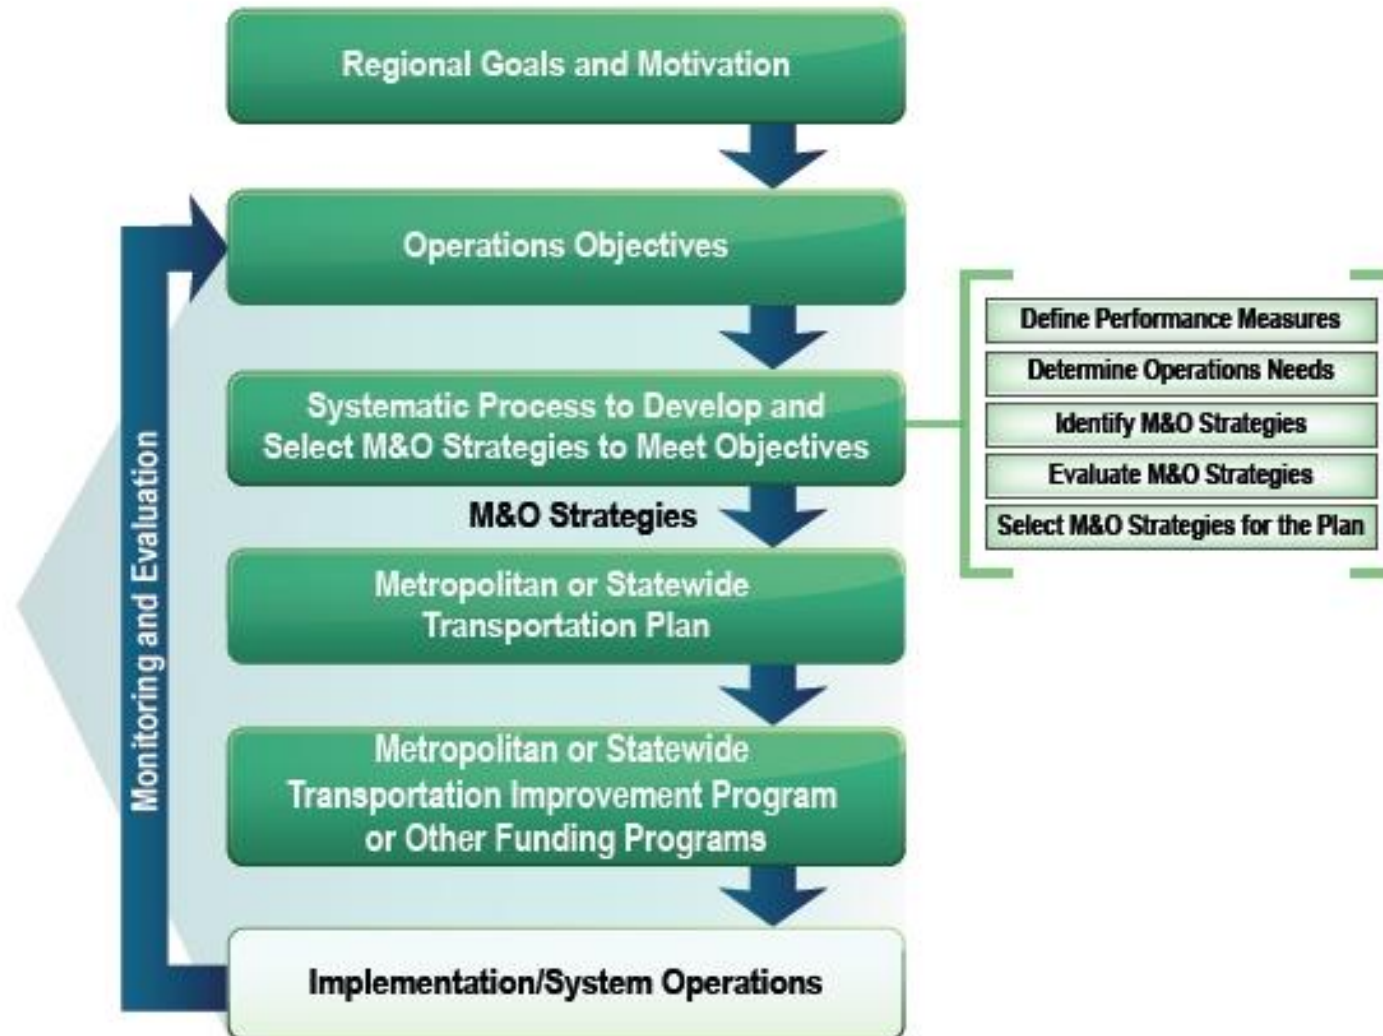 Regional Goals and Motivation
Operations Objectives
Systematic Process to Develop and
Select M&O Strategies to Meet Objectives
Define Performance Measures
Determine Operations Needs
Identify M&O Strategies
Evaluate M&O Strategies
Select M&O Strategies for the Plan
M&O Strategies
Metropolitan or Statewide
Transportation Plan
Metropolitan or Statewide
Transportation Improvement Program
or Other Funding Programs
Implementation/System Operations
Monitoring and Evaluation